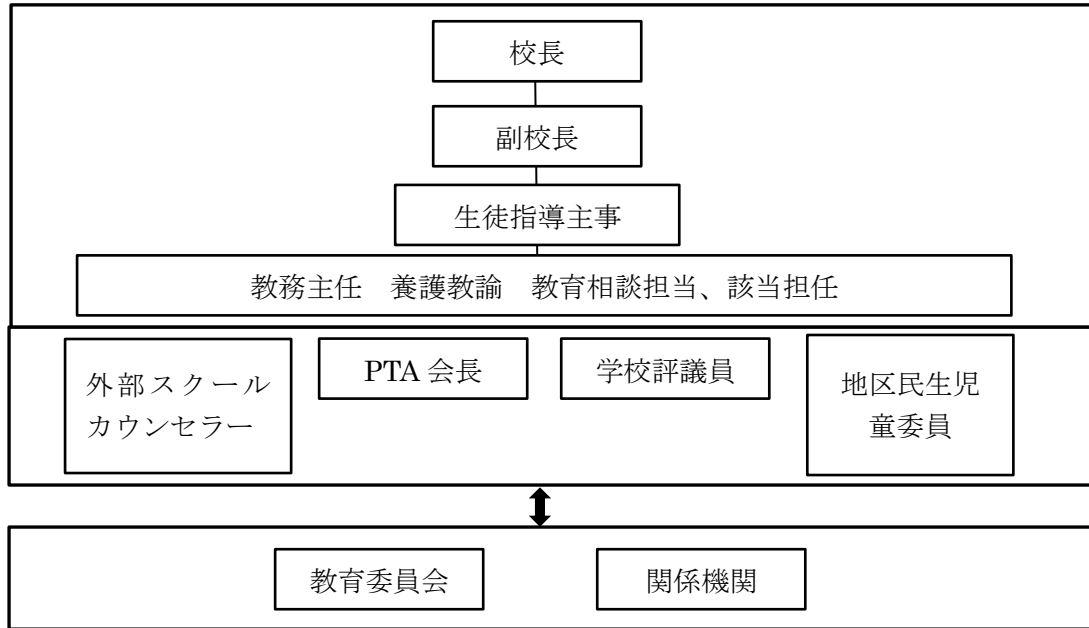 校長
副校長
生徒指導主事
教務主任　養護教諭　教育相談担当、該当担任
外部スクール
カウンセラー
PTA 会長
学校評議員
地区民生児
童委員
教育委員会
関係機関